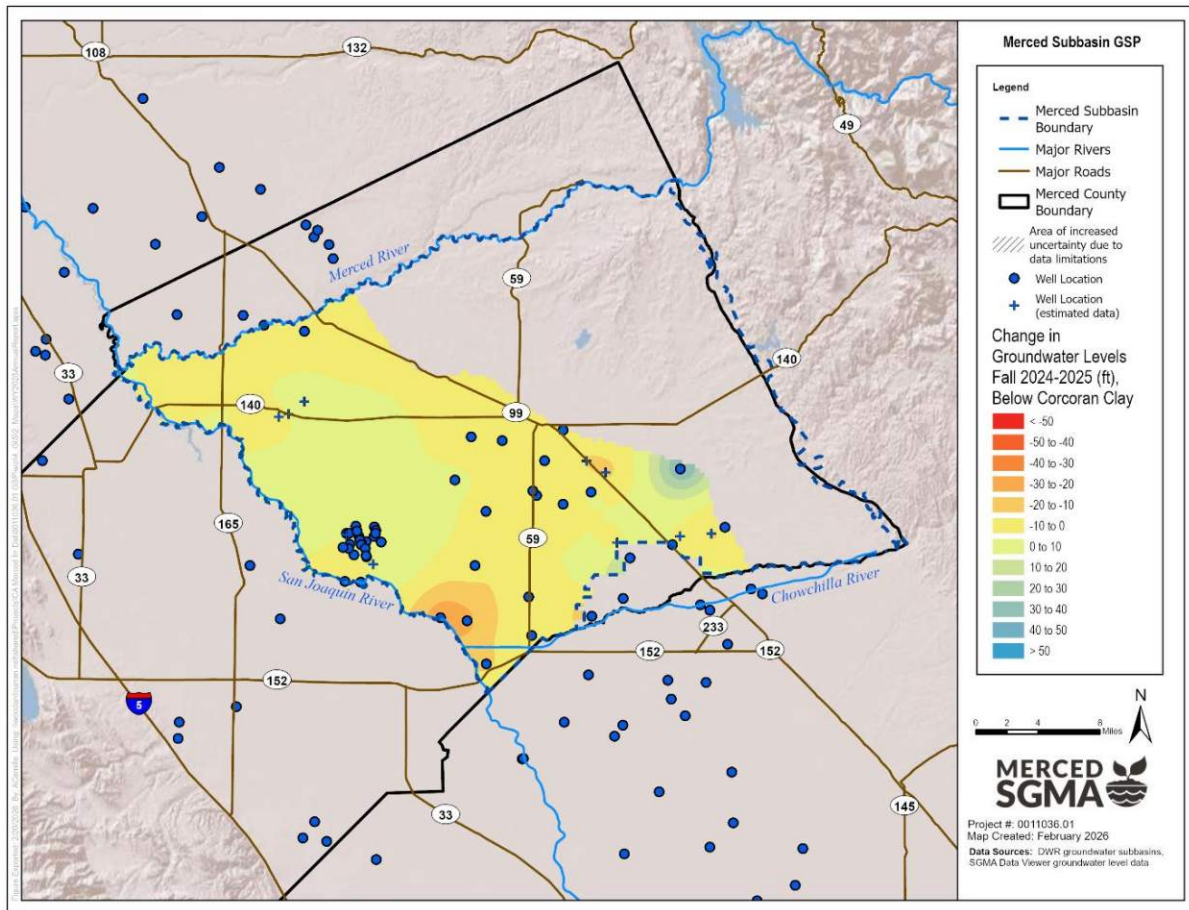 108
132
49
Merced River
59
33
140
140
99
165
59
33
San Joaquin River
Chowchilla River
233
152
152
152
5
33
145
Merced Subbasin GSP
Legend
Merced Subbasin
Boundary
Major Rivers
Major Roads
Merced County
Boundary
Area of increased
uncertainty due to
data limitations
Well Location
Well Location
(estimated data)
Change in
Groundwater Levels
Fall 2024-2025 (ft),
Below Corcoran Clay
< -50
-50 to -40
-40 to -30
-30 to -20
-20 to -10
-10 to 0
0 to 10
10 to 20
20 to 30
30 to 40
40 to 50
> 50
N
0 2 4 8
Miles
MERCED
SGMA
Project #: 0011036.01
Map Created: February 2026
Data Sources: DWR groundwater subbasins,
SGMA Data Viewer groundwater level data